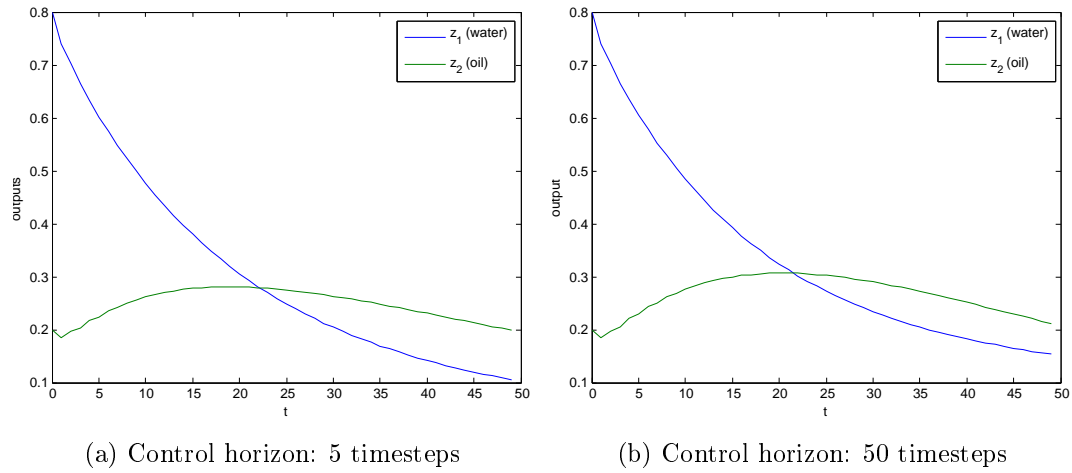 0.8
0.7
0.6
0.5
0.4
0.3
0.2
0.1
outputs
0 5 10 15 20 25 30 35 40 45 50
t
z1 (water)
z2 (oil)
(a) Control horizon: 5 timesteps
0.8
0.7
0.6
0.5
0.4
0.3
0.2
0.1
output
0 5 10 15 20 25 30 35 40 45 50
t
z1 (water)
z2 (oil)
(b) Control horizon: 50 timesteps